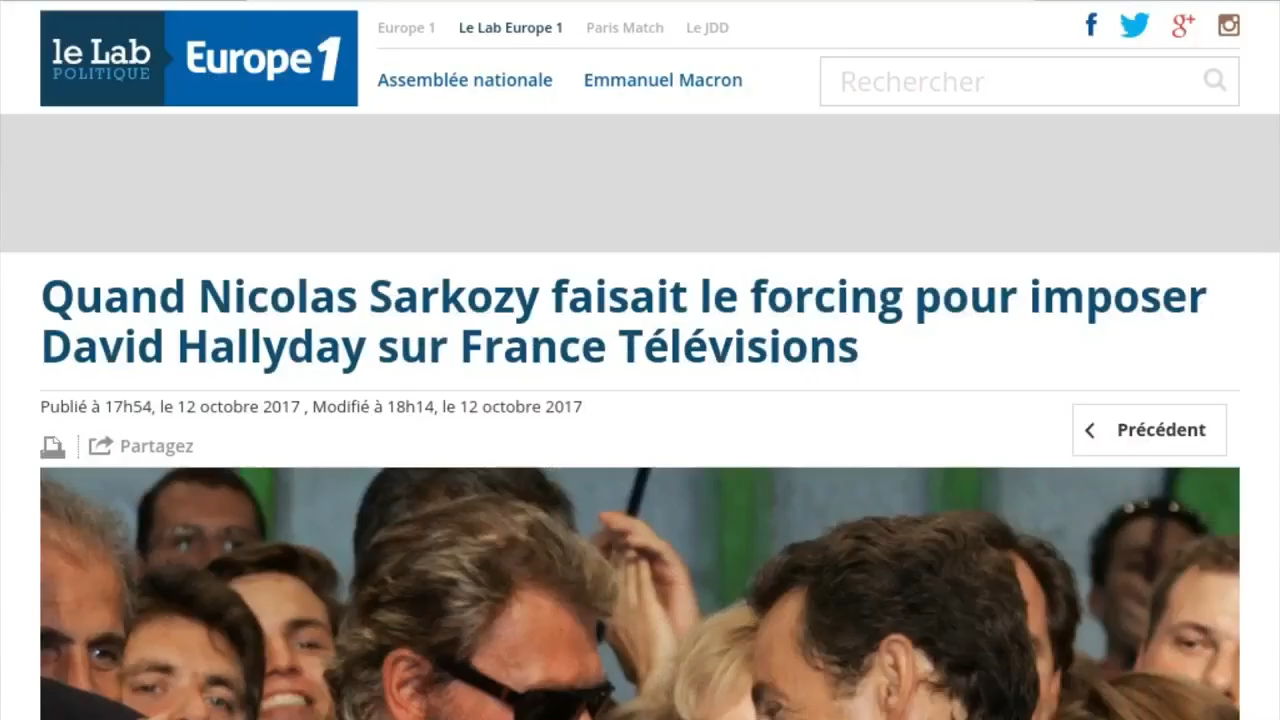 le Lab
POLITIQUE
Europe 1
Europe 1 Le Lab Europe 1 Paris Match Le JDD
f g+
Assemblée nationale Emmanuel Macron
Rechercher
Quand Nicolas Sarkozy faisait le forcing pour imposer
David Hallyday sur France Télévisions
Publié à 17h54, le 12 octobre 2017 , Modifié à 18h14, le 12 octobre 2017
Partagez
Précédent